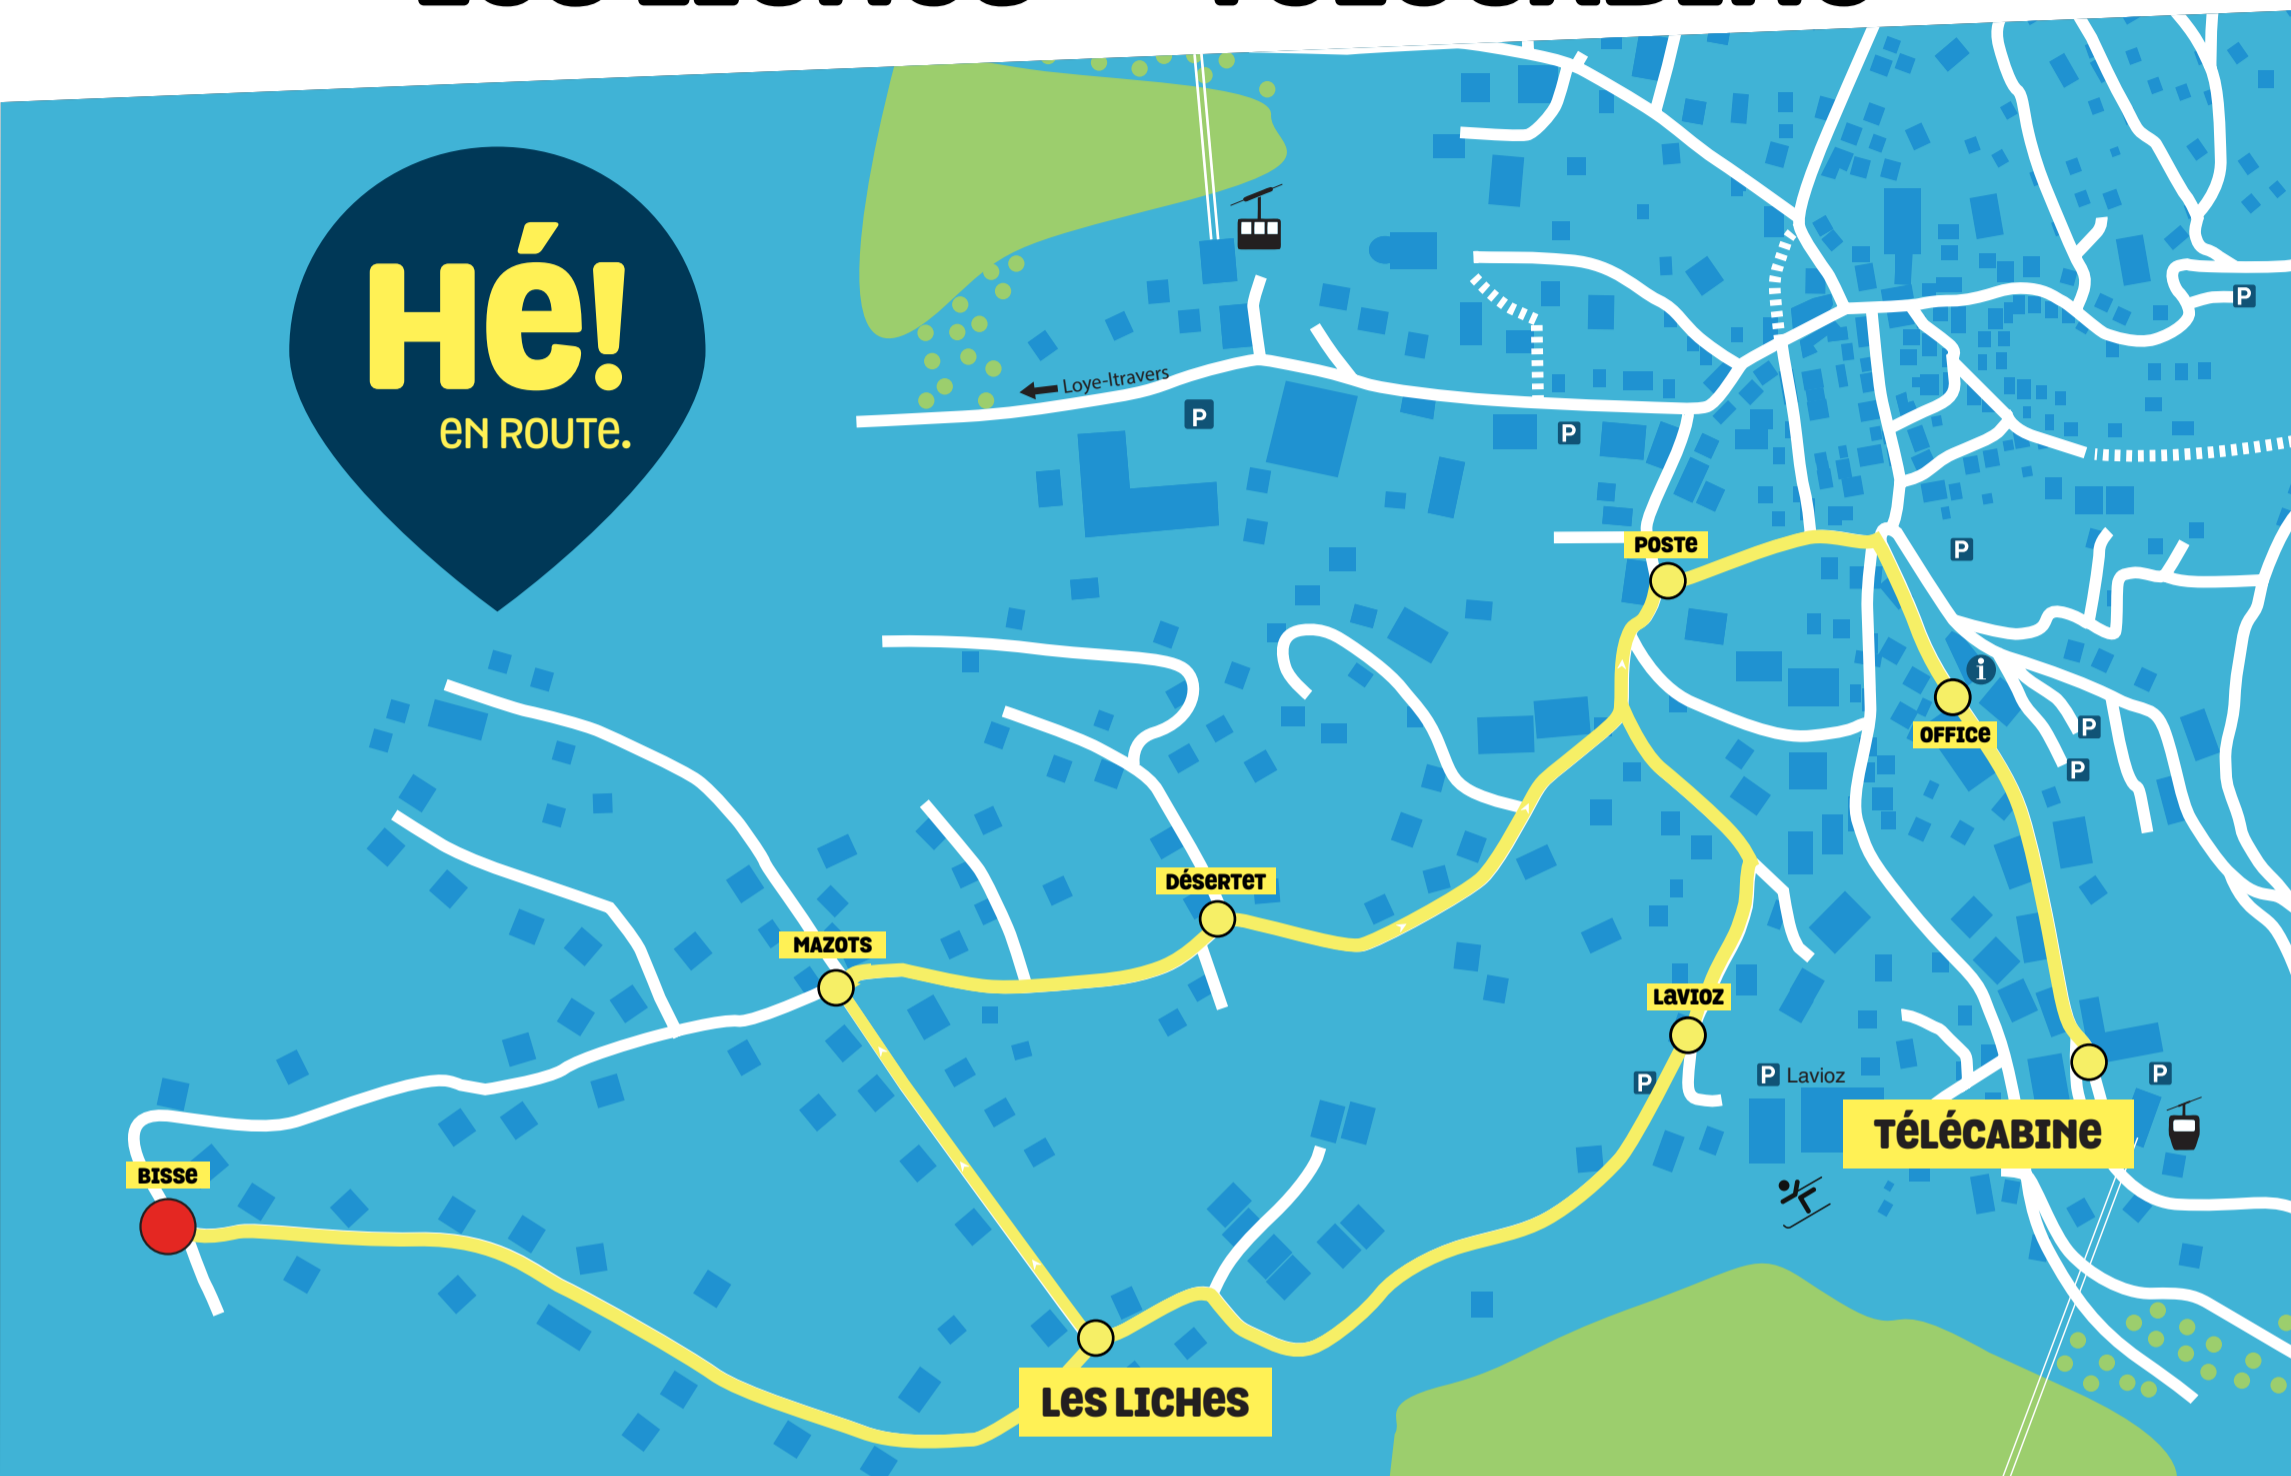 Hé!
en route.
Loye-Itravers
P
P
P
P
POSTE
i
OFFICE
P
P
DÉSERTET
MAZOTS
LAVIOZ
P
P Lavioz
P
TÉLÉCABINE
BISSE
LES LICHES